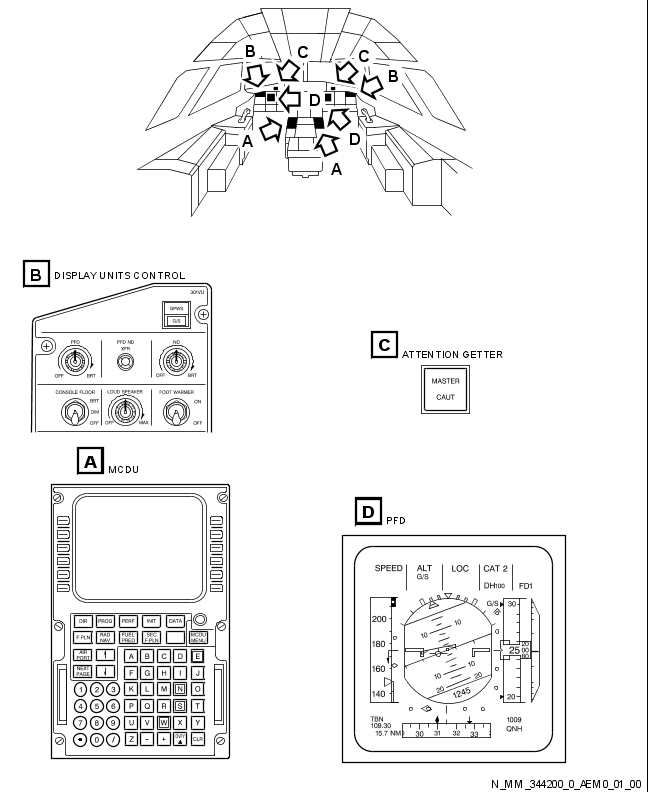 B C C B
D
A D
A
B DISPLAY UNITS CONTROL
301VU
GPWS
G/S
PFD PFD ND XFR ND
OFF BRT OFF BRT
CONSOLE FLOOR LOUD SPEAKER FOOT WARMER
BRT ON
DIM
OFF OFF MAX OFF
C ATTENTION GETTER
MASTER
CAUT
A MCDU
DIR PROG PERF INIT DATA
F PLN RAD NAV FUEL PRED SEC F-PLN MCDU MENU
AIR PORT ↑
NEXT PAGE ↓
A B C D E
F G H I J
1 2 3 K L M N O
4 5 6 P Q R S T
7 8 9 U V W X Y
0 / Z - + OVFY CLR
D PFD
SPEED ALT LOC CAT 2
G/S
DH100 FD1
G/S
200 30
10 10
180 20
25 00
80
160
10 10
140 1245 20
TBN 1009
109.30 QNH
15.7 NM 30 31 32 33
N_MM_344200_0_AEM0_01_00